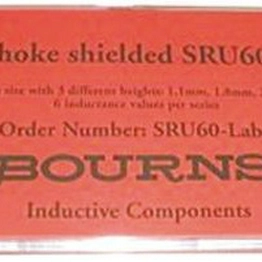 hoke shielded SRU60
size with 3 different heights: 1.1mm, 1.8mm,
6 inductance values per series
Order Number: SRU60-Lab
BOURNS
Inductive Components